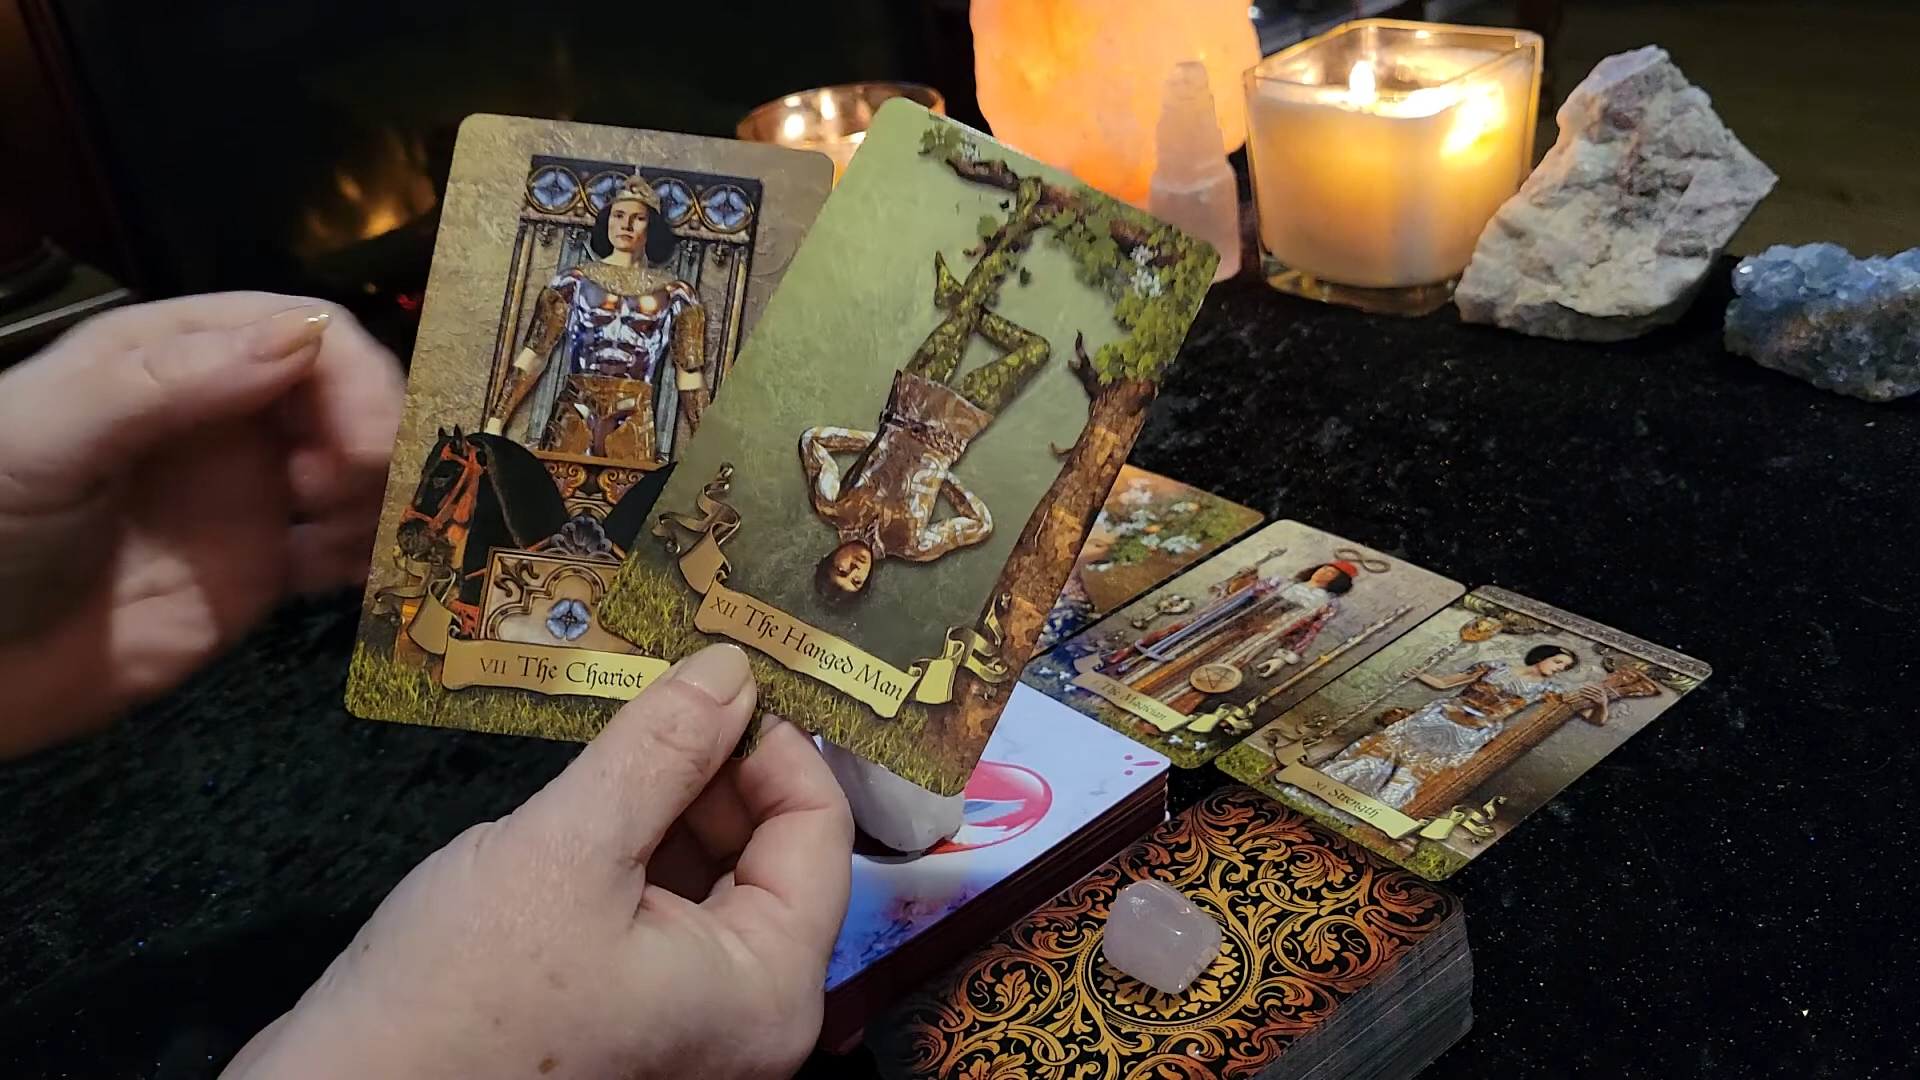 VII The Chariot
XII The Hanged Man
The Magician
XI Strength